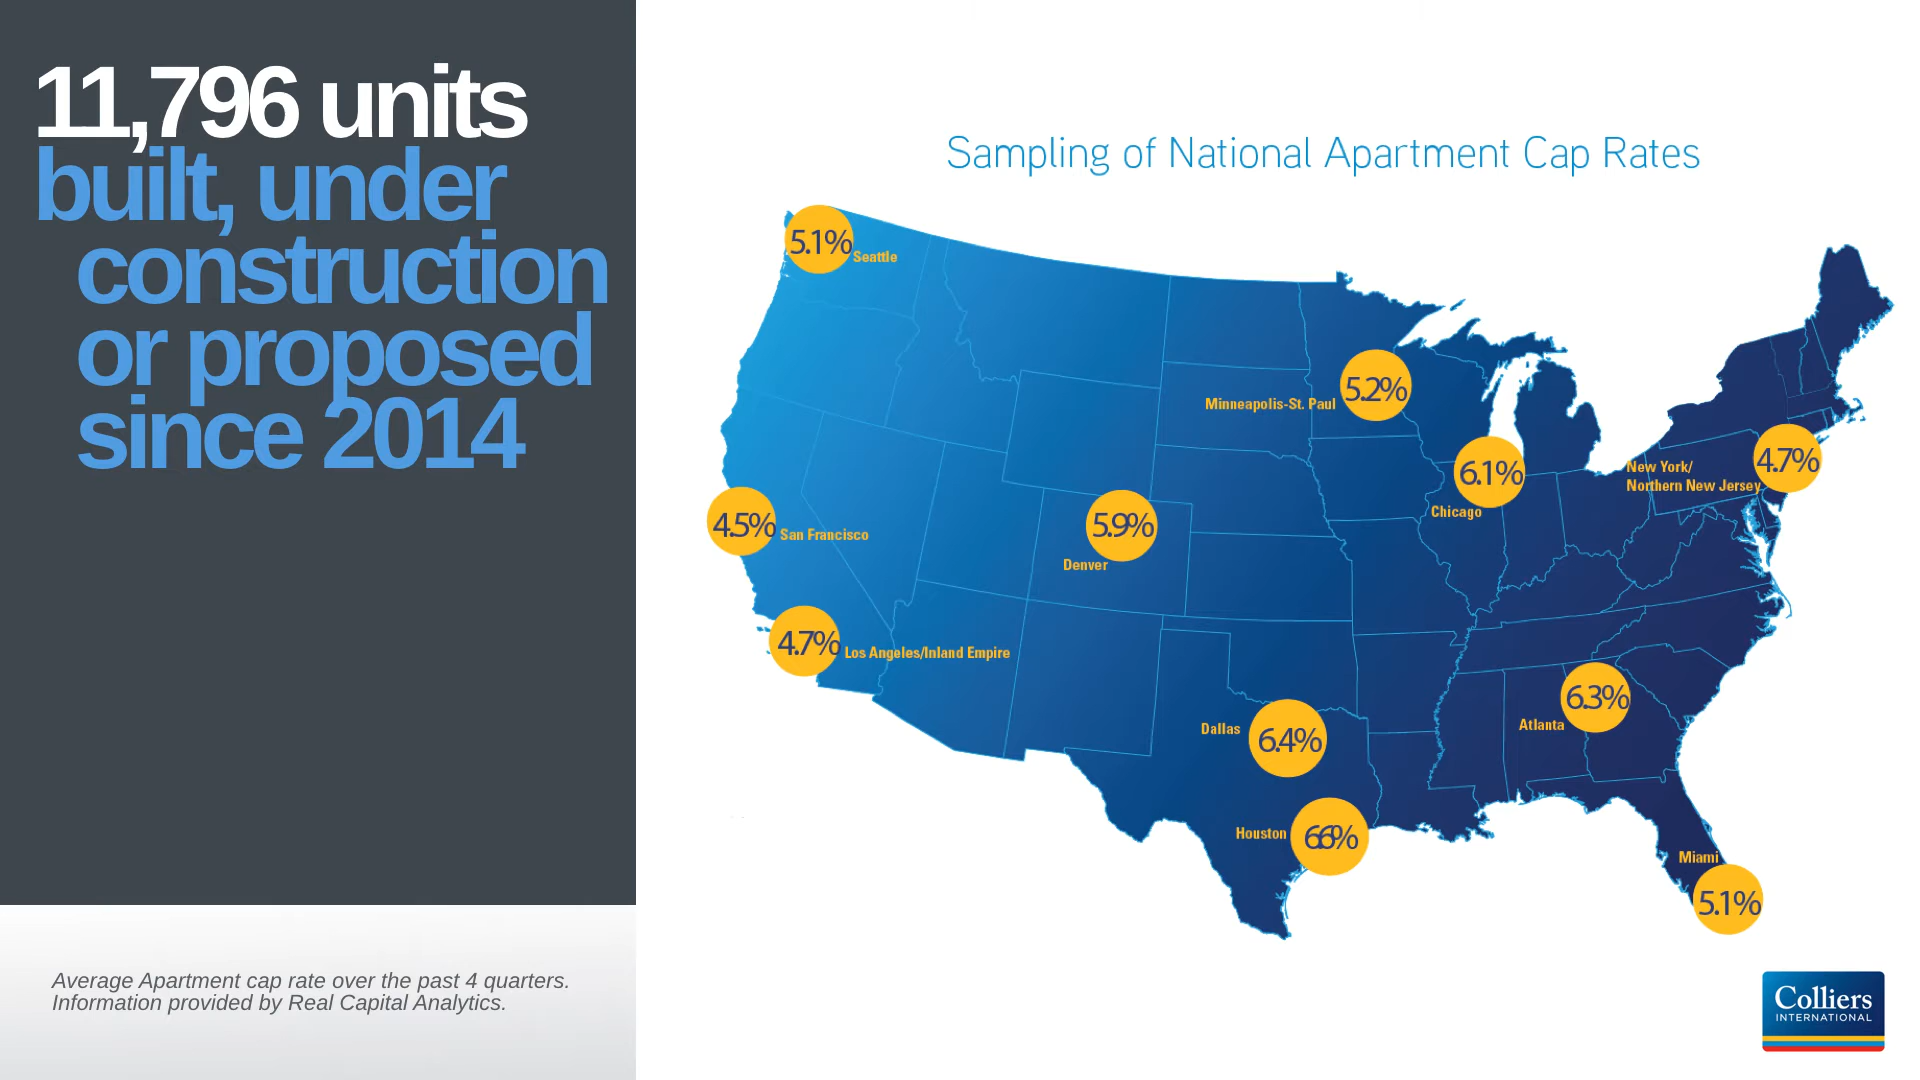 11,796 units
built, under
construction
or proposed
since 2014
Average Apartment cap rate over the past 4 quarters.
Information provided by Real Capital Analytics.
Sampling of National Apartment Cap Rates
5.1%
Seattle
5.2%
Minneapolis-St. Paul
6.1%
Chicago
4.7%
New York/
Northern New Jersey
4.5%
San Francisco
5.9%
Denver
4.7%
Los Angeles/Inland Empire
6.4%
Dallas
6.3%
Atlanta
6.6%
Houston
Miami
5.1%
Colliers
INTERNATIONAL